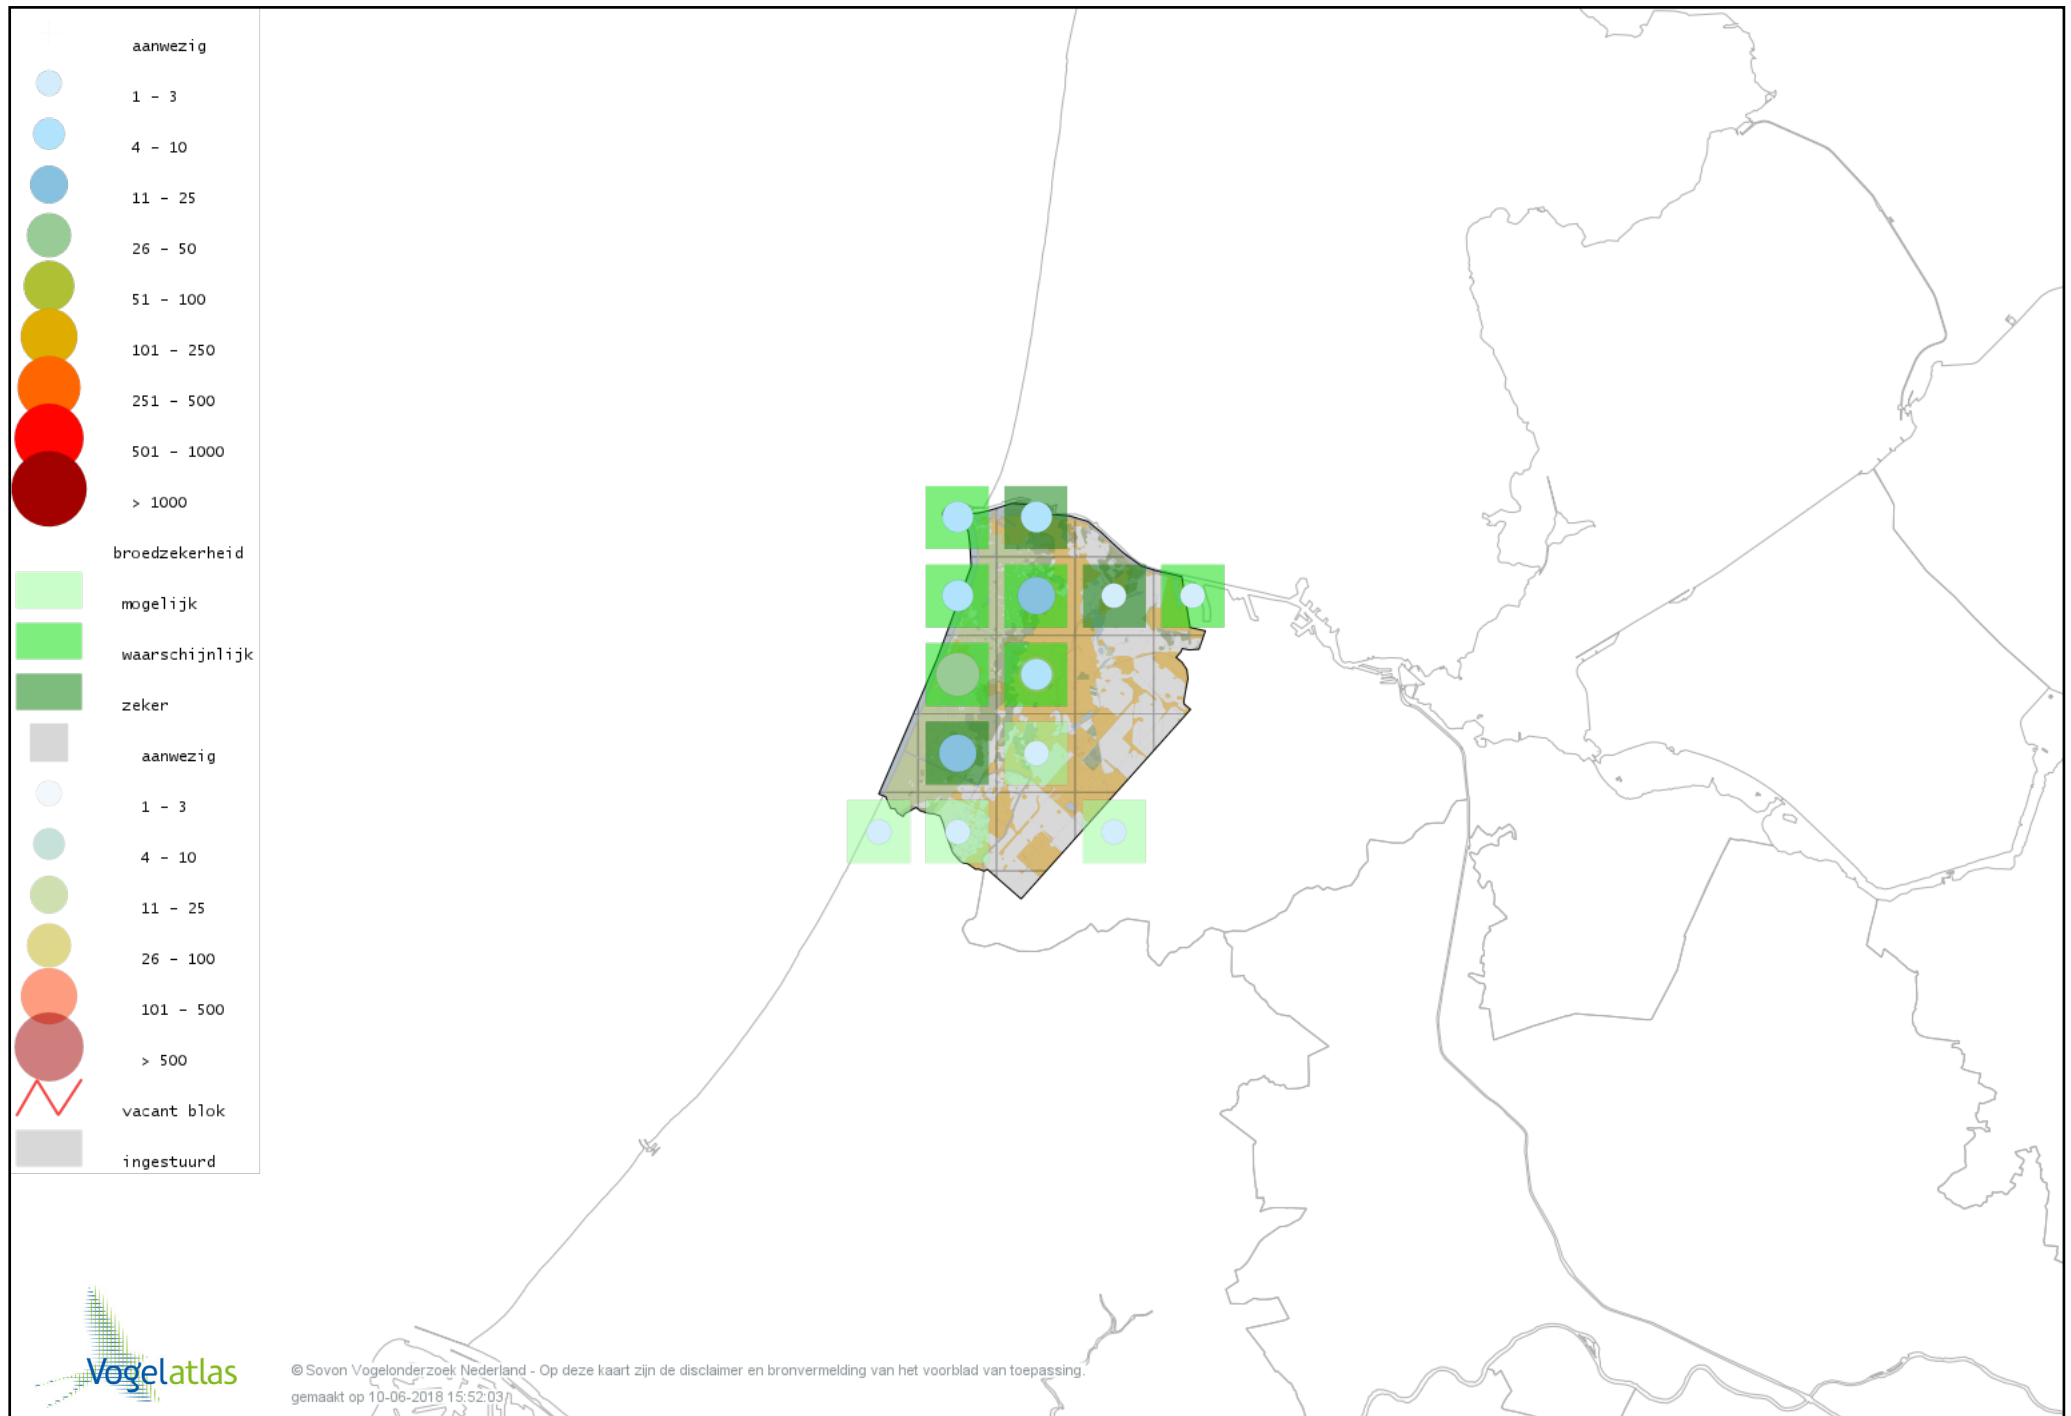 aanwezig
1 - 3
4 - 10
11 - 25
26 - 50
51 - 100
101 - 250
251 - 500
501 - 1000
> 1000
broedzekerheid
mogelijk
waarschijnlijk
zeker
aanwezig
1 - 3
4 - 10
11 - 25
26 - 100
101 - 500
> 500
vacant blok
ingestuurd
Vogelatlas
© Sovon Vogelonderzoek Nederland - Op deze kaart zijn de disclaimer en bronvermelding van het voorblad van toepassing.
gemaakt op 10-06-2018 15:52:03